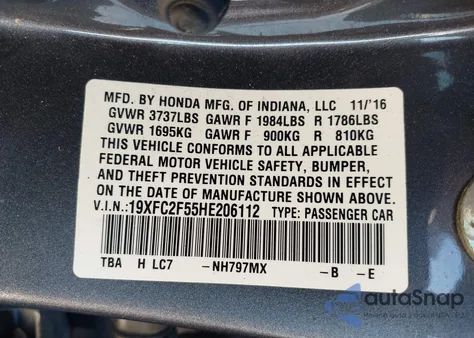 MFD. BY HONDA MFG. OF INDIANA, LLC 11/'16
GVWR 3737LBS GAWR F 1984LBS R 1786LBS
GVWR 1695KG GAWR F 900KG R 810KG
THIS VEHICLE CONFORMS TO ALL APPLICABLE
FEDERAL MOTOR VEHICLE SAFETY, BUMPER,
AND THEFT PREVENTION STANDARDS IN EFFECT
ON THE DATE OF MANUFACTURE SHOWN ABOVE.
V.I.N.:19XFC2F55HE206112 TYPE: PASSENGER CAR
TBA H LC7 -NH797MX -B -E
autoSnap